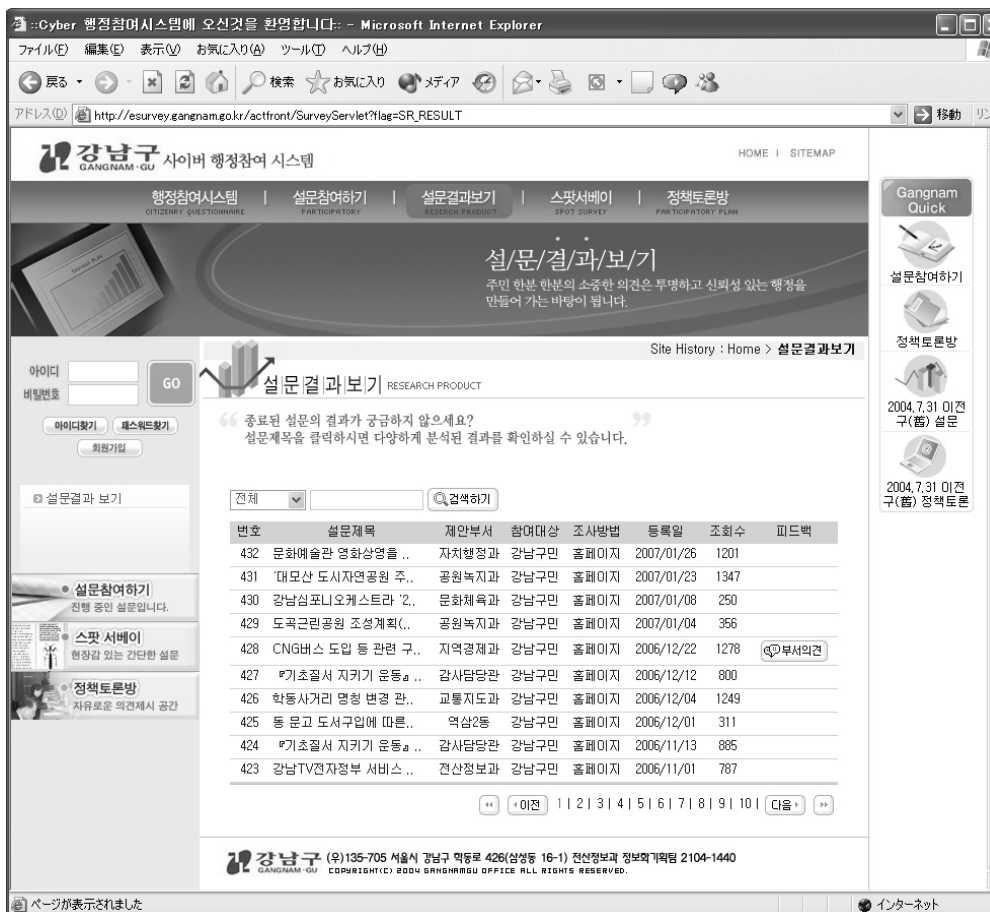 ::Cyber 행정참여시스템에 오신것을 환영합니다:: - Microsoft Internet Explorer
ファイル(F) 編集(E) 表示(V) お気に入り(A) ツール(T) ヘルプ(H)
戻る 検索 お気に入り メディア
アドレス(D) http://esurvey.gangnam.go.kr/actfront/SurveyServlet?flag=SR_RESULT 移動
강남구 사이버 행정참여 시스템
GANGNAM-GU
HOME | SITEMAP
행정참여시스템 | 설문참여하기 | 설문결과보기 | 스팟서베이 | 정책토론방
CITIZENRY QUESTIONNAIRE PARTICIPATORY RESERCH PRODUCT SPOT SURVEY PARTICIPATORY PLAN
SAVINGS PLAN
설/문/결/과/보/기
주민 한분 한분의 소중한 의견은 투명하고 신뢰성 있는 행정을
만들어 가는 바탕이 됩니다.
Gangnam
Quick
설문참여하기
정책토론방
2004.7.31 이전
구(舊) 설문
2004.7.31 이전
구(舊) 정책토론
아이디
비밀번호
GO
아이디찾기 패스워드찾기
회원가입
설문결과 보기
설문참여하기
진행 중인 설문입니다.
스팟 서베이
현장감 있는 간단한 설문
정책토론방
자유로운 의견제시 공간
Site History : Home > 설문결과보기
설|문|결|과|보|기 RESEARCH PRODUCT
종료된 설문의 결과가 궁금하지 않으세요?
설문제목을 클릭하시면 다양하게 분석된 결과를 확인하실 수 있습니다.
전체 검색하기
번호 설문제목 제안부서 참여대상 조사방법 등록일 조회수 피드백
432 문화예술관 영화상영을 .. 자치행정과 강남구민 홈페이지 2007/01/26 1201
431 '대모산 도시자연공원 주.. 공원녹지과 강남구민 홈페이지 2007/01/23 1347
430 강남심포니오케스트라 '2.. 문화체육과 강남구민 홈페이지 2007/01/08 250
429 도곡근린공원 조성계획(.. 공원녹지과 강남구민 홈페이지 2007/01/04 356
428 CNG버스 도입 등 관련 구.. 지역경제과 강남구민 홈페이지 2006/12/22 1278 부서의견
427 『기초질서 지키기 운동』 .. 감사담당관 강남구민 홈페이지 2006/12/12 800
426 학동사거리 명칭 변경 관.. 교통지도과 강남구민 홈페이지 2006/12/04 1249
425 동 문고 도서구입에 따른.. 역삼2동 강남구민 홈페이지 2006/12/01 311
424 『기초질서 지키기 운동』 .. 감사담당관 강남구민 홈페이지 2006/11/13 885
423 강남TV전자정부 서비스 .. 전산정보과 강남구민 홈페이지 2006/11/01 787
이전 1 | 2 | 3 | 4 | 5 | 6 | 7 | 8 | 9 | 10 | 다음
강남구 (우)135-705 서울시 강남구 학동로 426(삼성동 16-1) 전산정보과 정보화기획팀 2104-1440
GANGNAM-GU COPYRIGHT(C) 2004 GANGNAMGU OFFICE ALL RIGHTS RESERVED.
ページが表示されました インターネット